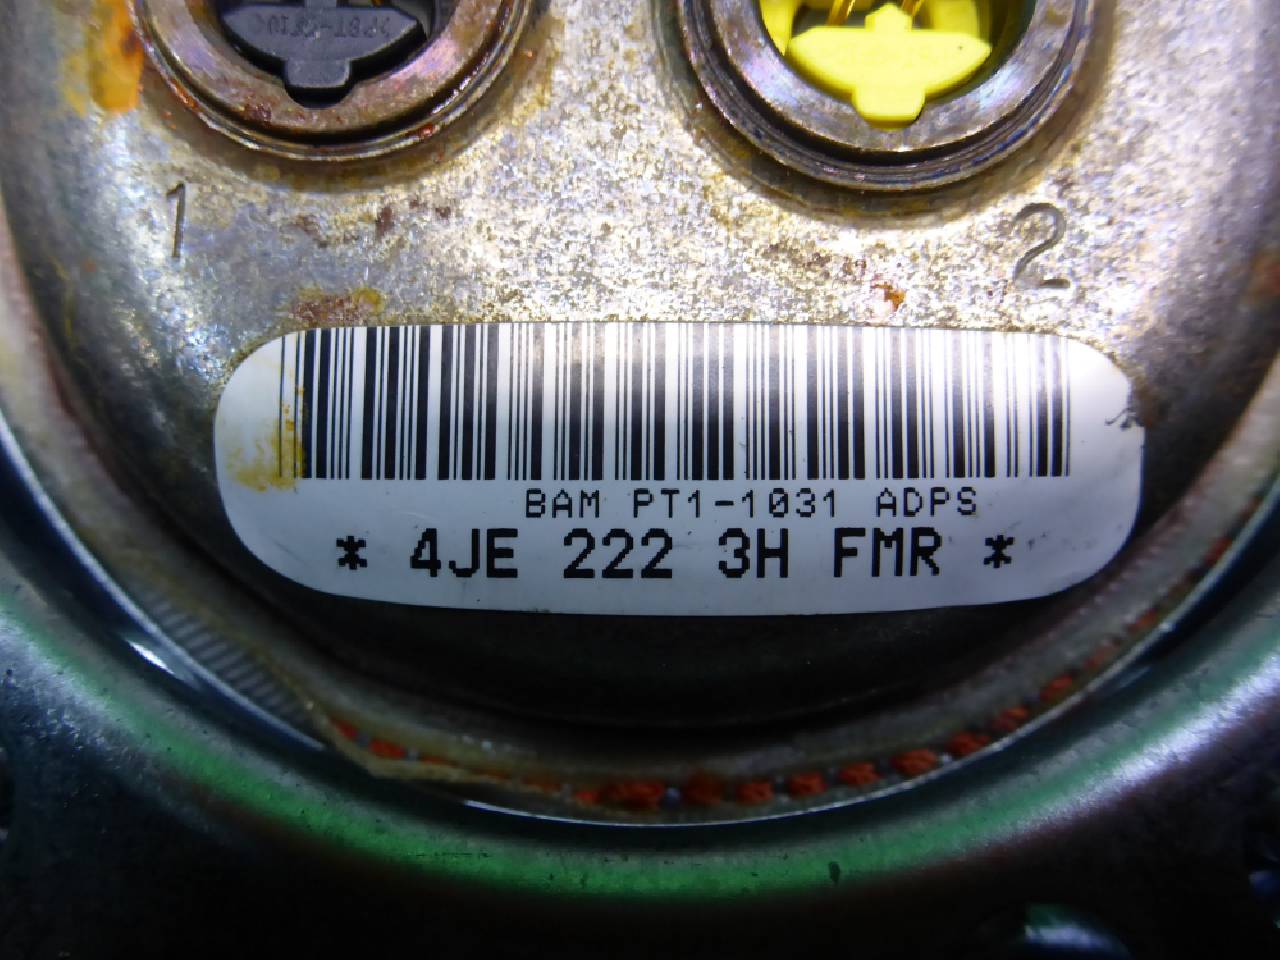 1
2
BAM PT1-1031 ADPS
* 4JE 222 3H FMR *